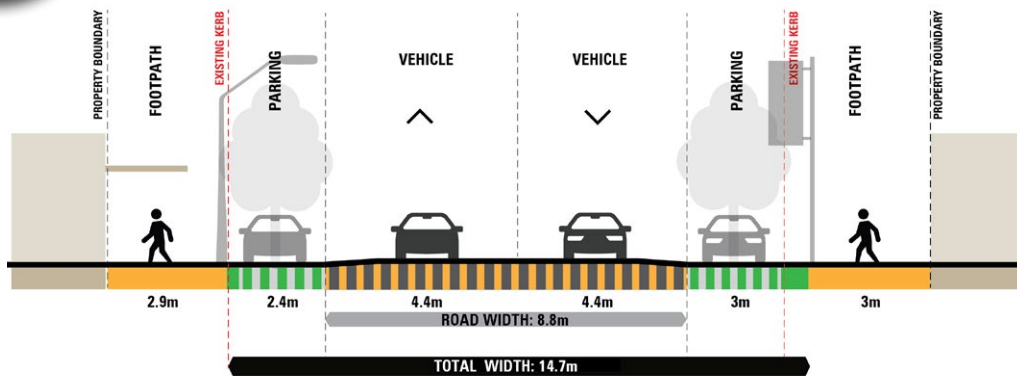 PROPERTY BOUNDARY
FOOTPATH
EXISTING KERB
PARKING
VEHICLE
VEHICLE
PARKING
EXISTING KERB
FOOTPATH
PROPERTY BOUNDARY
2.9m
2.4m
4.4m
4.4m
3m
3m
ROAD WIDTH: 8.8m
TOTAL WIDTH: 14.7m